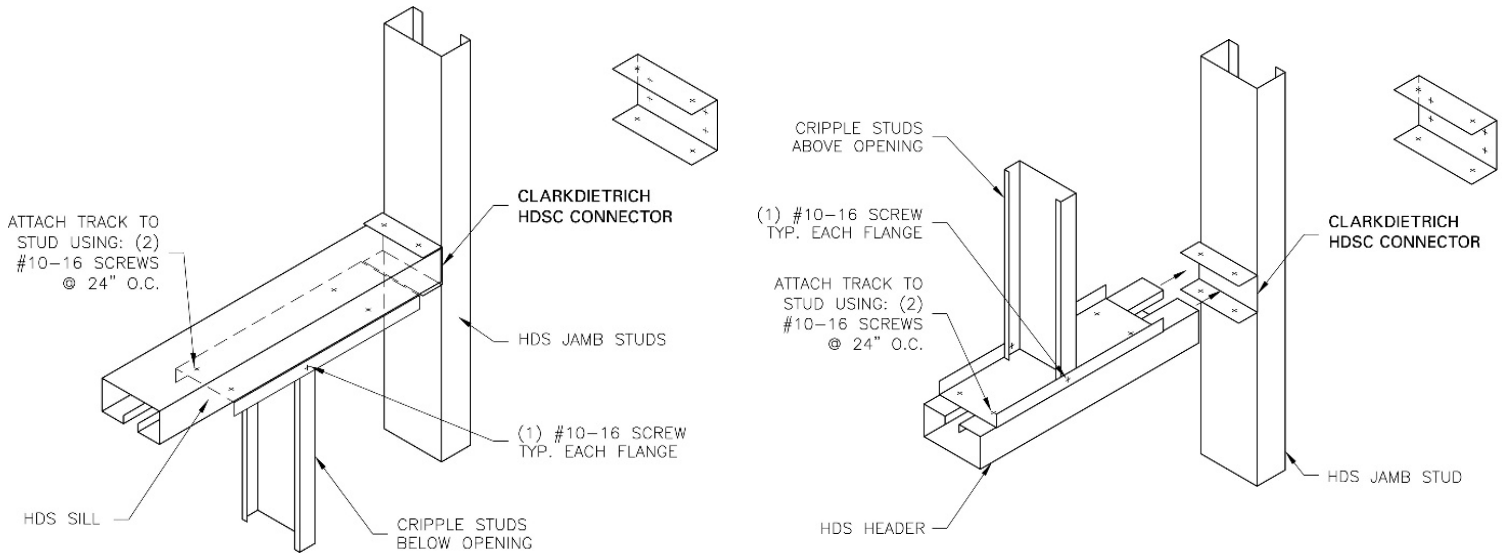 CLARKDIETRICH
HDSC CONNECTOR
ATTACH TRACK TO
STUD USING: (2)
#10-16 SCREWS
@ 24" O.C.
HDS JAMB STUDS
(1) #10-16 SCREW
TYP. EACH FLANGE
HDS SILL
CRIPPLE STUDS
BELOW OPENING
CRIPPLE STUDS
ABOVE OPENING
(1) #10-16 SCREW
TYP. EACH FLANGE
CLARKDIETRICH
HDSC CONNECTOR
ATTACH TRACK TO
STUD USING: (2)
#10-16 SCREWS
@ 24" O.C.
HDS JAMB STUD
HDS HEADER